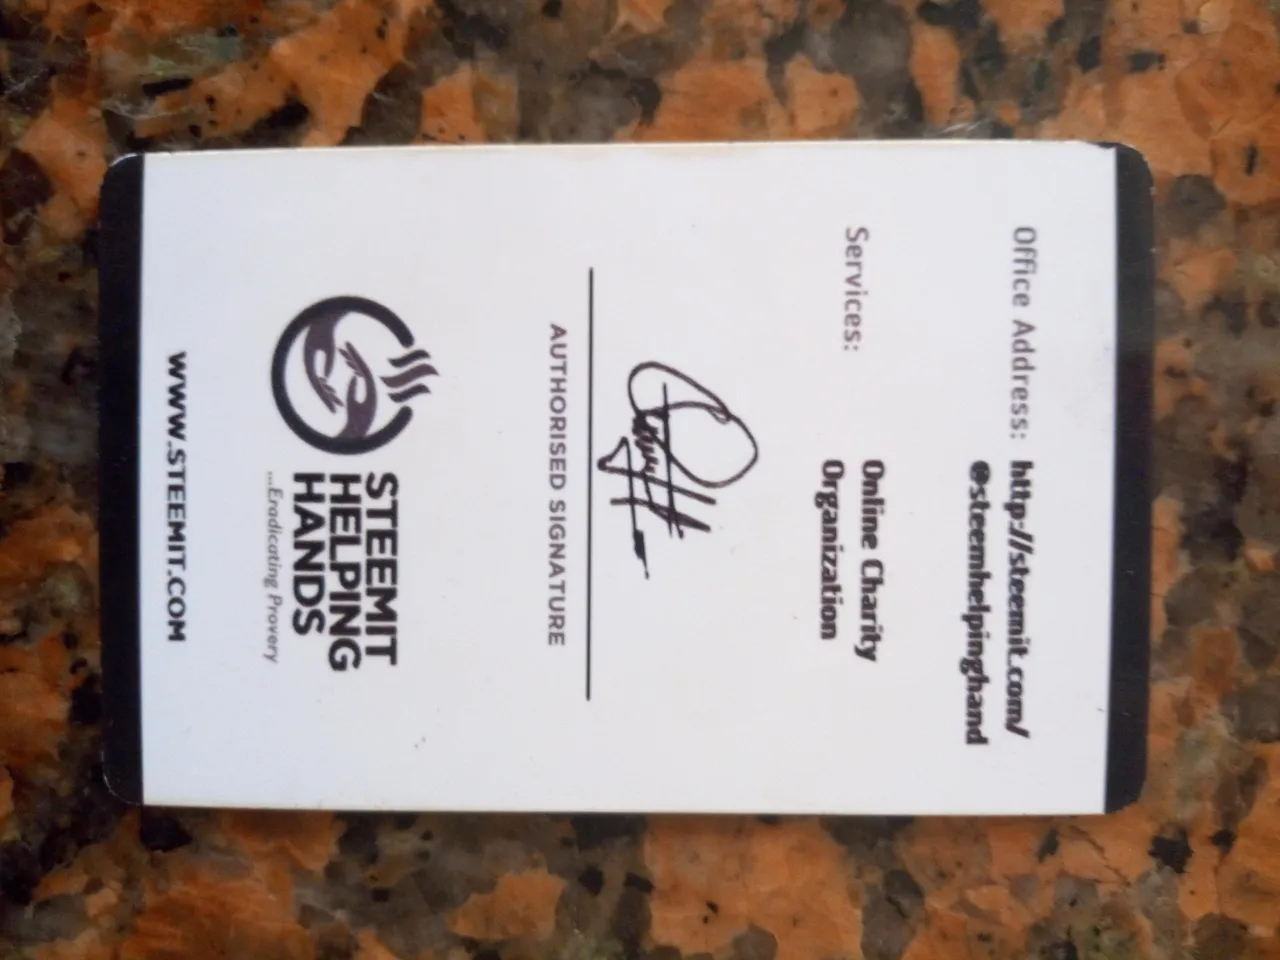 Office Address: http://steemit.com/
@steemhelpinghand
Services: Online Charity
Organization
AUTHORISED SIGNATURE
STEEMIT
HELPING
HANDS
...Eradicating Provery
WWW.STEEMIT.COM